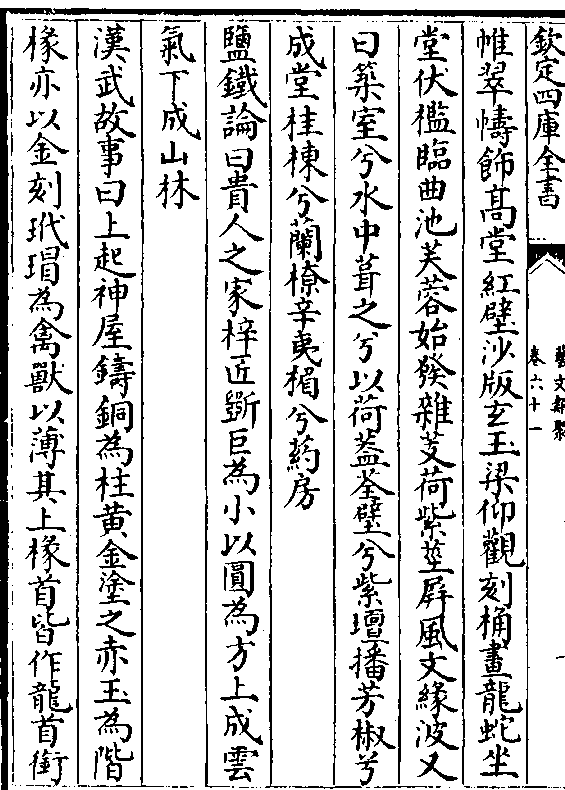 欽定四庫全書
藝文類聚
卷六十一
帷翠幬飾高堂紅壁沙版玄玉梁仰觀刻桷畫龍蛇坐
堂伏檻臨曲池芙蓉始發雜芰荷紫莖屏風文緣波又
曰築室兮水中葺之兮以荷蓋荃壁兮紫壇播芳椒兮
成堂桂棟兮蘭橑辛夷楣兮葯房
鹽鐵論曰貴人之家梓匠斲巨為小以圓為方上成雲
氣下成山林
漢武故事曰上起神屋鑄銅為柱黄金塗之赤玉為階
椽亦以金刻玳瑁為禽獸以薄其上椽首皆作龍首銜